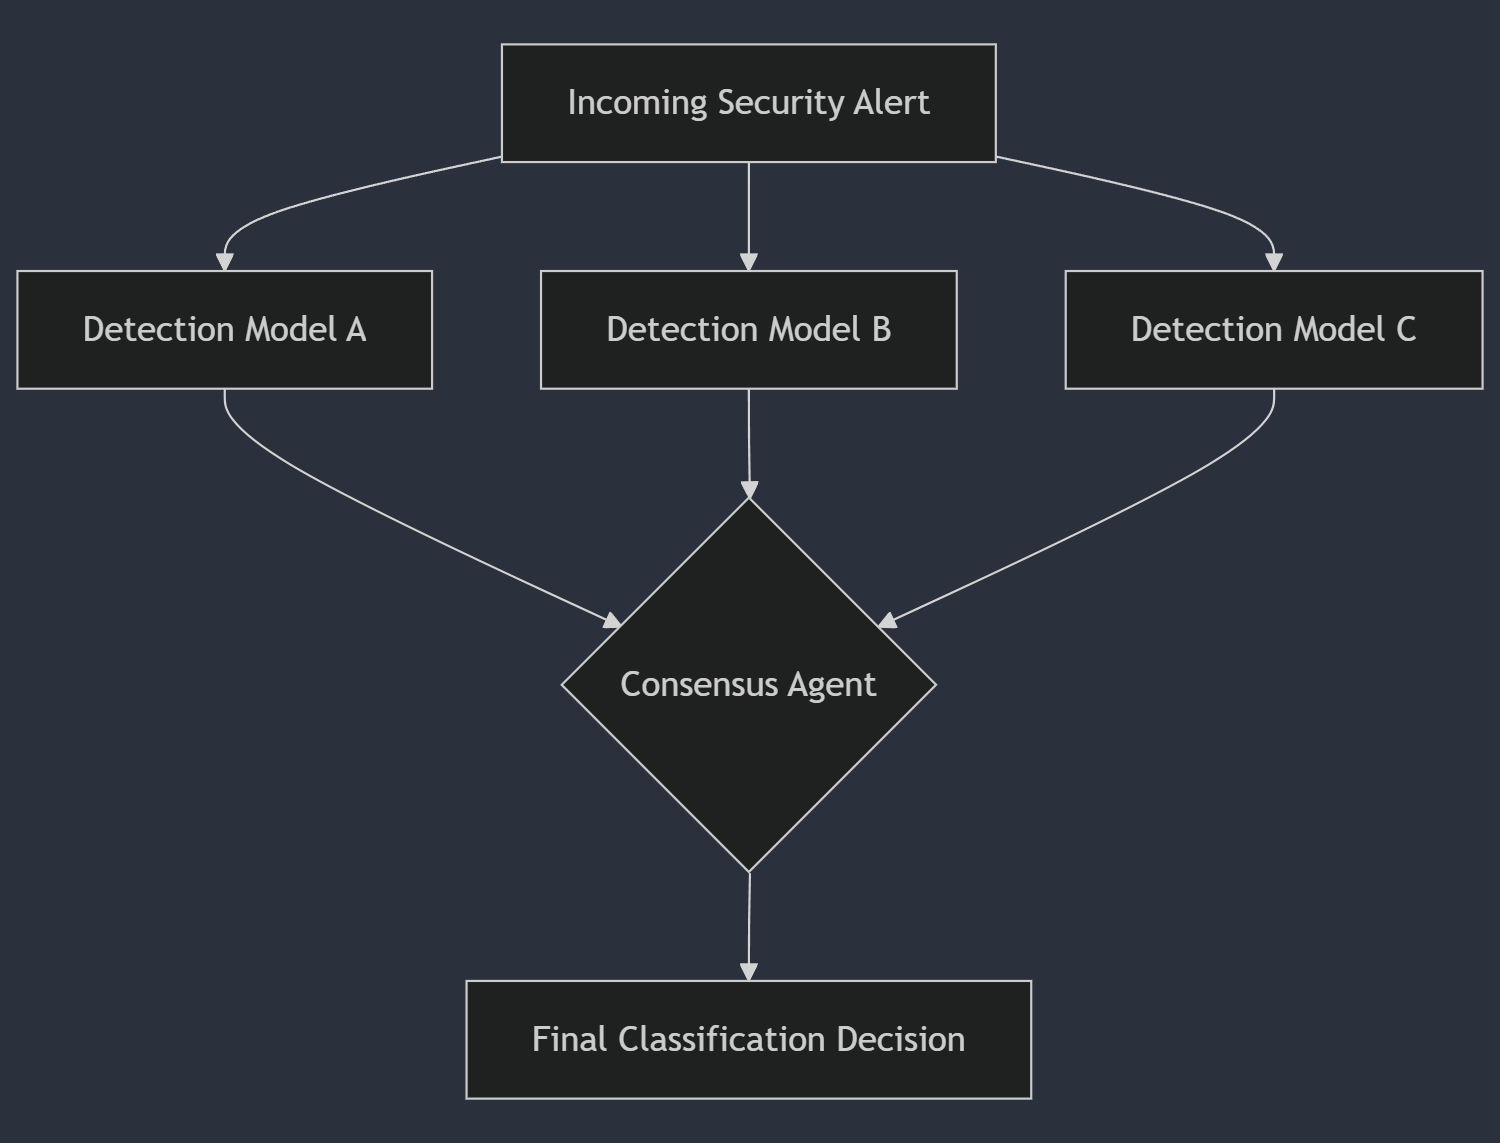 Incoming Security Alert
Detection Model A
Detection Model B
Detection Model C
Consensus Agent
Final Classification Decision